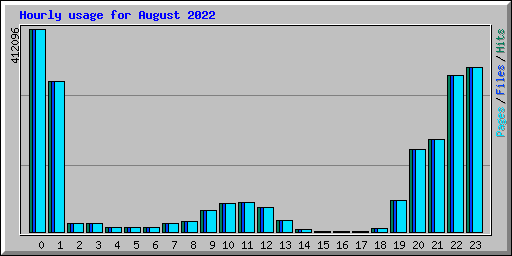 Hourly usage for August 2022
412096
Pages/Files/Hits
0 1 2 3 4 5 6 7 8 9 10 11 12 13 14 15 16 17 18 19 20 21 22 23